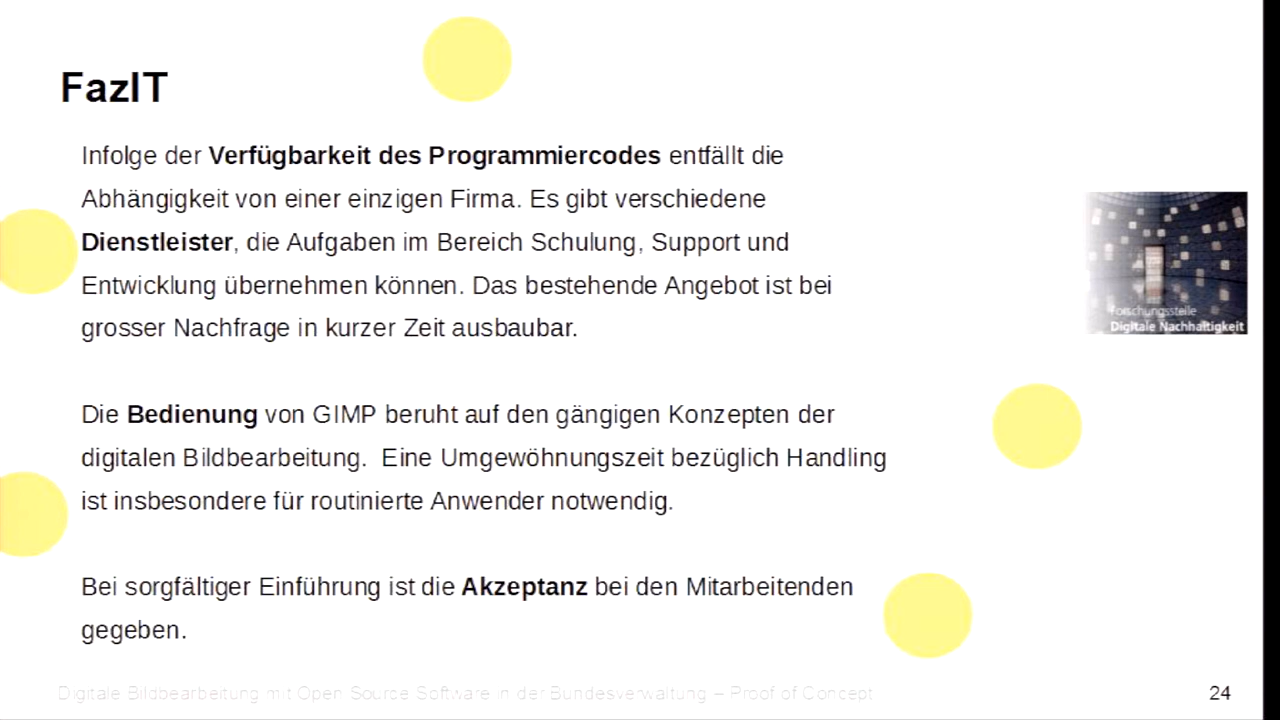 FazIT
Infolge der Verfügbarkeit des Programmiercodes entfällt die
Abhängigkeit von einer einzigen Firma. Es gibt verschiedene
Dienstleister, die Aufgaben im Bereich Schulung, Support und
Entwicklung übernehmen können. Das bestehende Angebot ist bei
grosser Nachfrage in kurzer Zeit ausbaubar.
Die Bedienung von GIMP beruht auf den gängigen Konzepten der
digitalen Bildbearbeitung.  Eine Umgewöhnungszeit bezüglich Handling
ist insbesondere für routinierte Anwender notwendig.
Bei sorgfältiger Einführung ist die Akzeptanz bei den Mitarbeitenden
gegeben.
Forschungsstelle
Digitale Nachhaltigkeit
Digitale Bildbearbeitung mit Open Source Software in der Bundesverwaltung – Proof of Concept
24